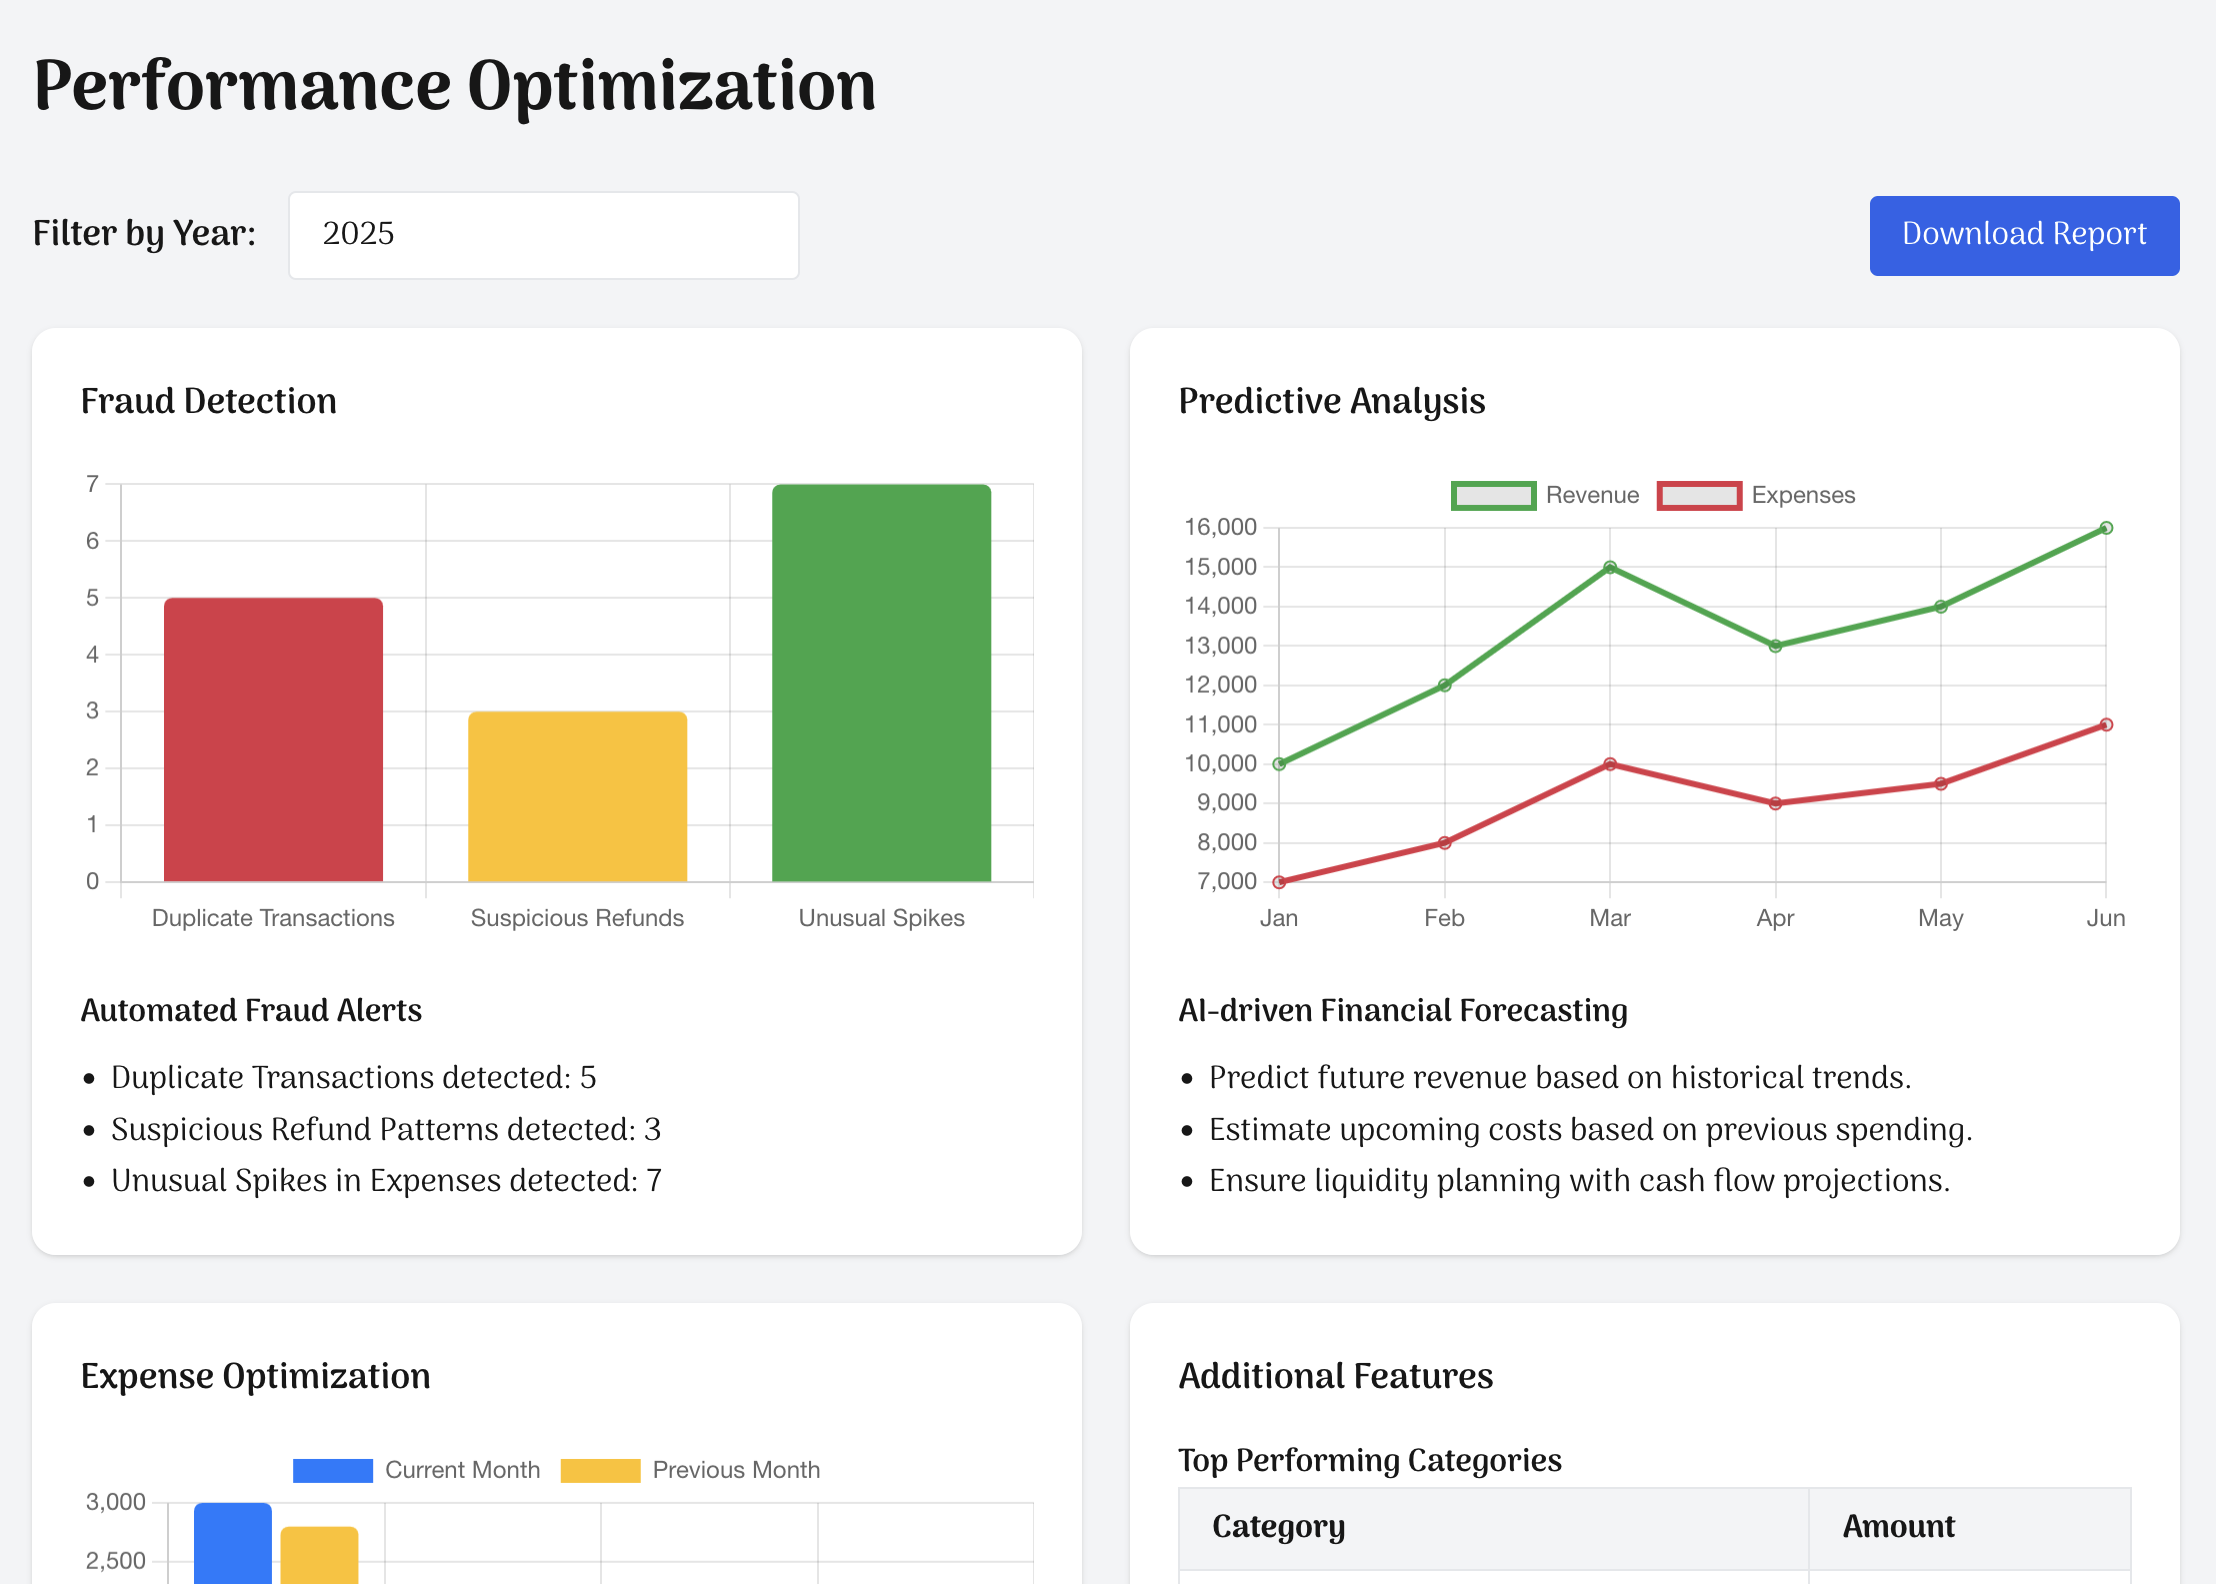 Performance Optimization
Filter by Year:
2025
Download Report
Fraud Detection
7
6
5
4
3
2
1
0
Duplicate Transactions
Suspicious Refunds
Unusual Spikes
Automated Fraud Alerts
• Duplicate Transactions detected: 5
• Suspicious Refund Patterns detected: 3
• Unusual Spikes in Expenses detected: 7
Predictive Analysis
Revenue
Expenses
16,000
15,000
14,000
13,000
12,000
11,000
10,000
9,000
8,000
7,000
Jan
Feb
Mar
Apr
May
Jun
AI-driven Financial Forecasting
• Predict future revenue based on historical trends.
• Estimate upcoming costs based on previous spending.
• Ensure liquidity planning with cash flow projections.
Expense Optimization
Current Month
Previous Month
3,000
2,500
Additional Features
Top Performing Categories
Category
Amount